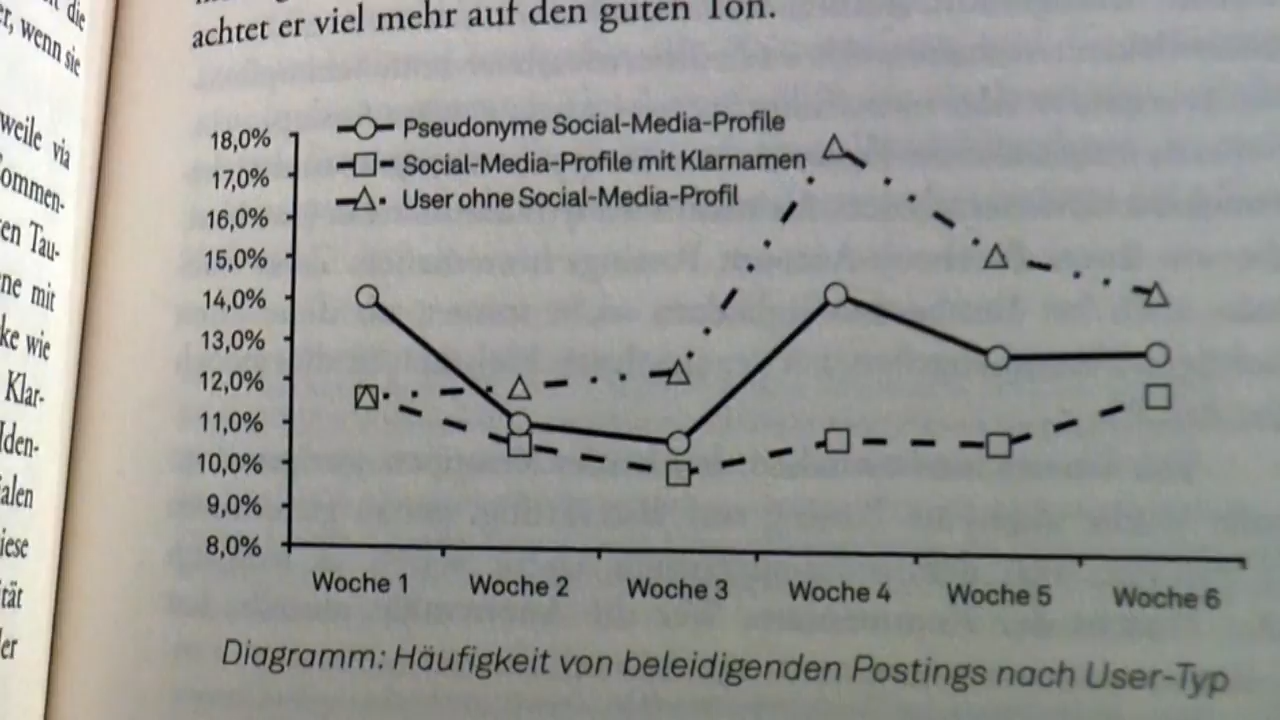 die
wenn sie
weile via
en Tau-
ne mit
ke wie
Klar-
Iden-
ialen
iese
tät
er
achtet er viel mehr auf den guten Ton.
Pseudonyme Social-Media-Profile
Social-Media-Profile mit Klarnamen
User ohne Social-Media-Profil
18,0%
17,0%
16,0%
15,0%
14,0%
13,0%
12,0%
11,0%
10,0%
9,0%
8,0%
Woche 1 Woche 2 Woche 3 Woche 4 Woche 5 Woche 6
Diagramm: Häufigkeit von beleidigenden Postings nach User-Typ